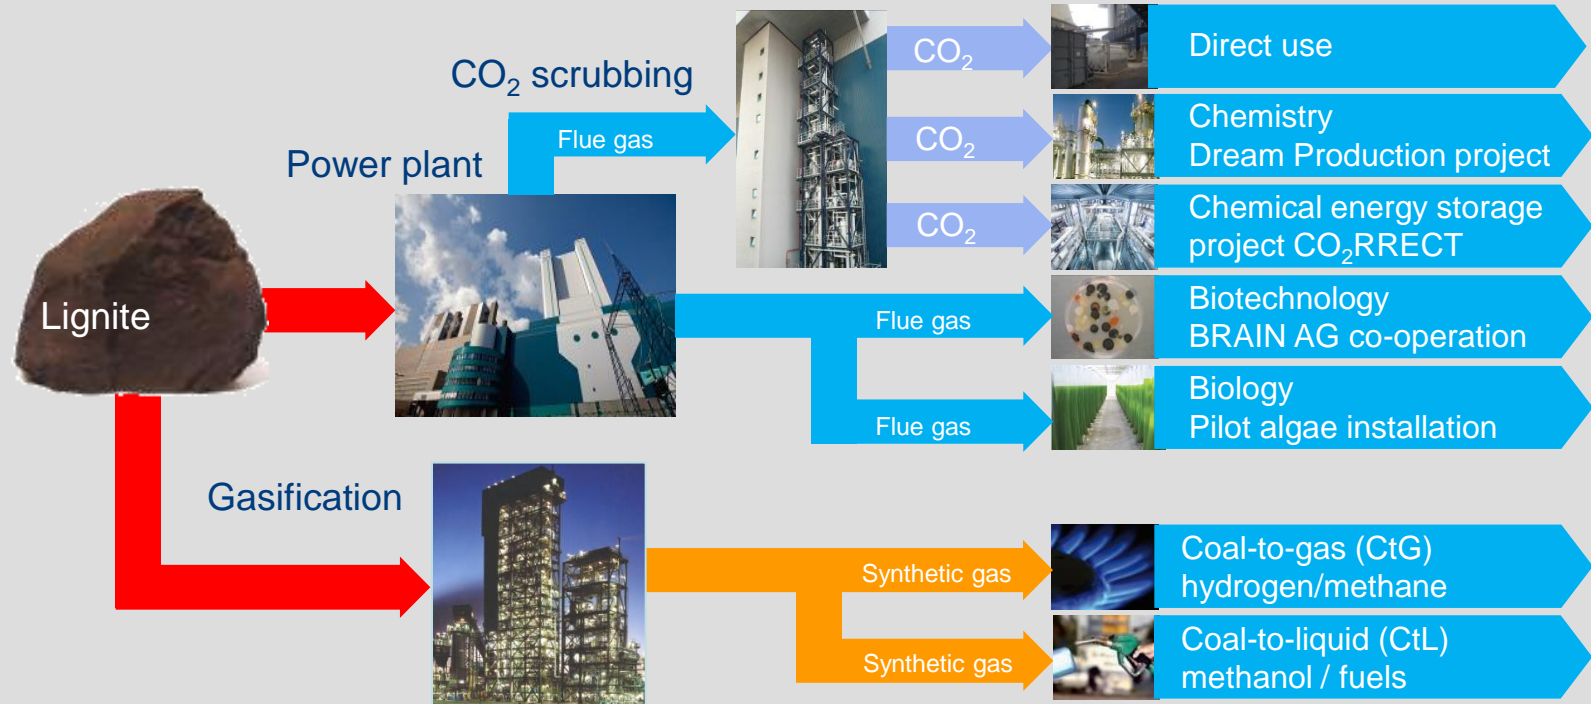 CO₂ scrubbing
CO₂
Direct use
Flue gas
CO₂
Chemistry
Dream Production project
Power plant
CO₂
Chemical energy storage
project CO₂RRECT
Lignite
Flue gas
Biotechnology
BRAIN AG co-operation
Flue gas
Biology
Pilot algae installation
Gasification
Synthetic gas
Coal-to-gas (CtG)
hydrogen/methane
Synthetic gas
Coal-to-liquid (CtL)
methanol / fuels